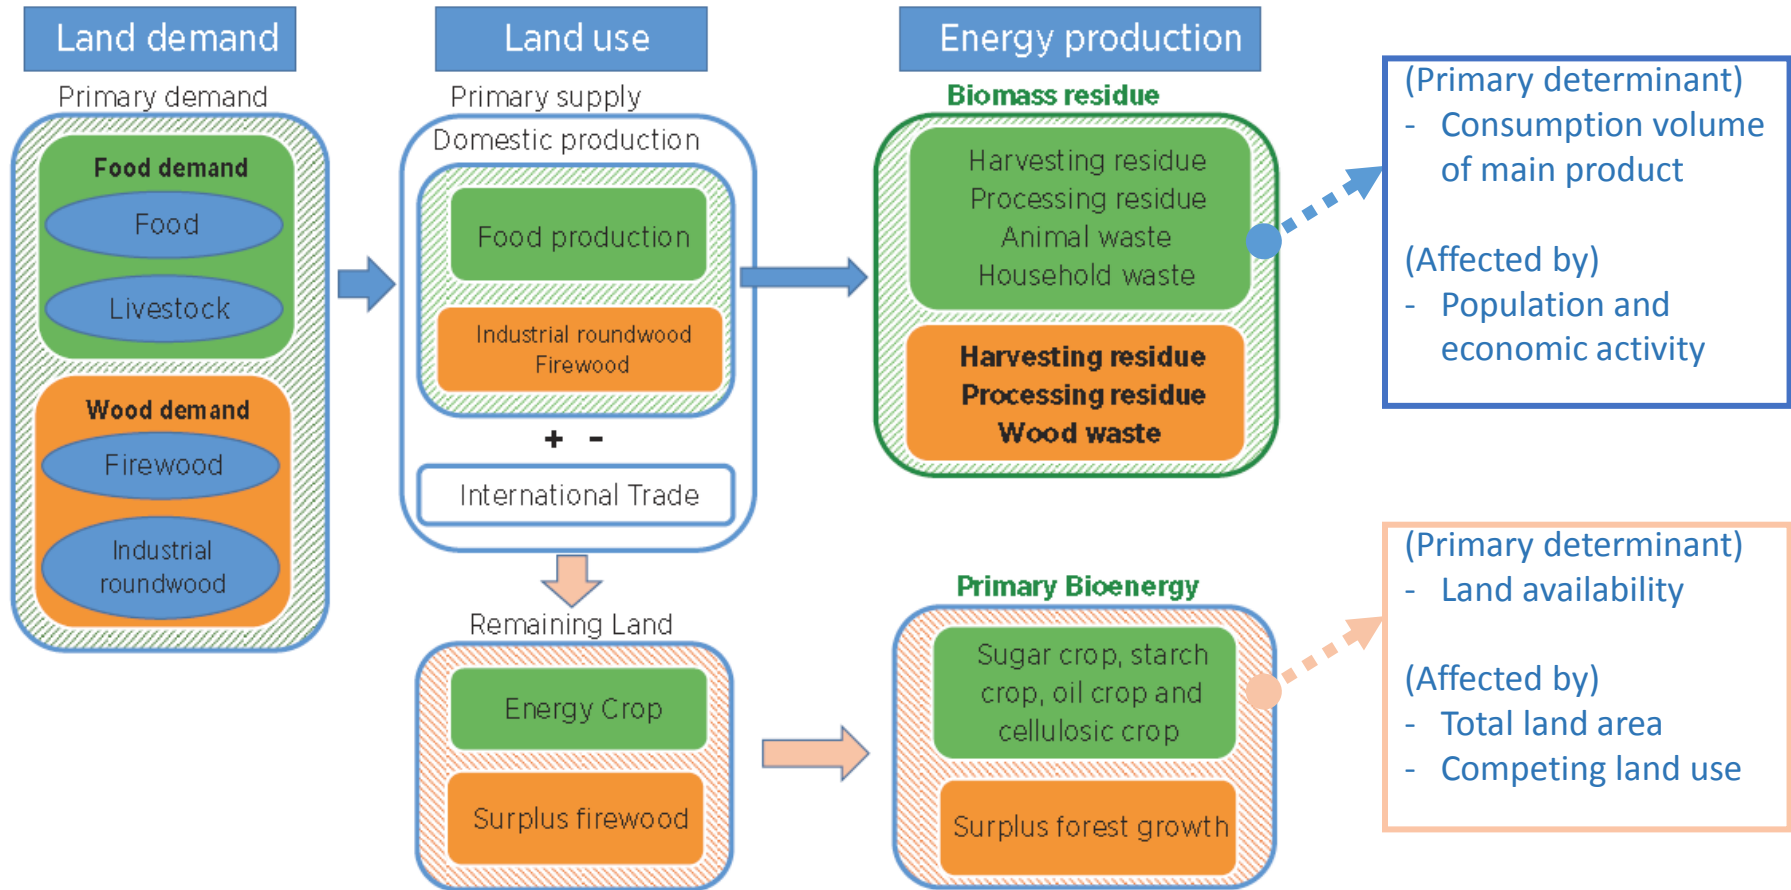 Land demand
Primary demand
Food demand
Food
Livestock
Wood demand
Firewood
Industrial
roundwood
Land use
Primary supply
Domestic production
Food production
Industrial roundwood
Firewood
+ -
International Trade
Remaining Land
Energy Crop
Surplus firewood
Energy production
Biomass residue
Harvesting residue
Processing residue
Animal waste
Household waste
Harvesting residue
Processing residue
Wood waste
Primary Bioenergy
Sugar crop, starch
crop, oil crop and
cellulosic crop
Surplus forest growth
(Primary determinant)
- Consumption volume
of main product
(Affected by)
- Population and
economic activity
(Primary determinant)
- Land availability
(Affected by)
- Total land area
- Competing land use